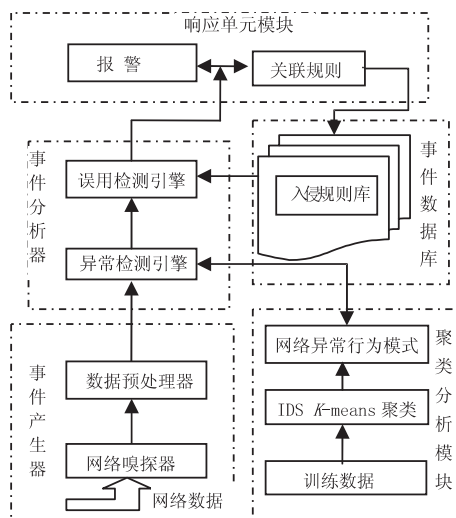 响应单元模块
报 警
关联规则
事件分析器
误用检测引擎
异常检测引擎
事件数据库
入侵规则库
事件产生器
数据预处理器
网络嗅探器
网络数据
聚类分析模块
网络异常行为模式
IDS K-means 聚类
训练数据